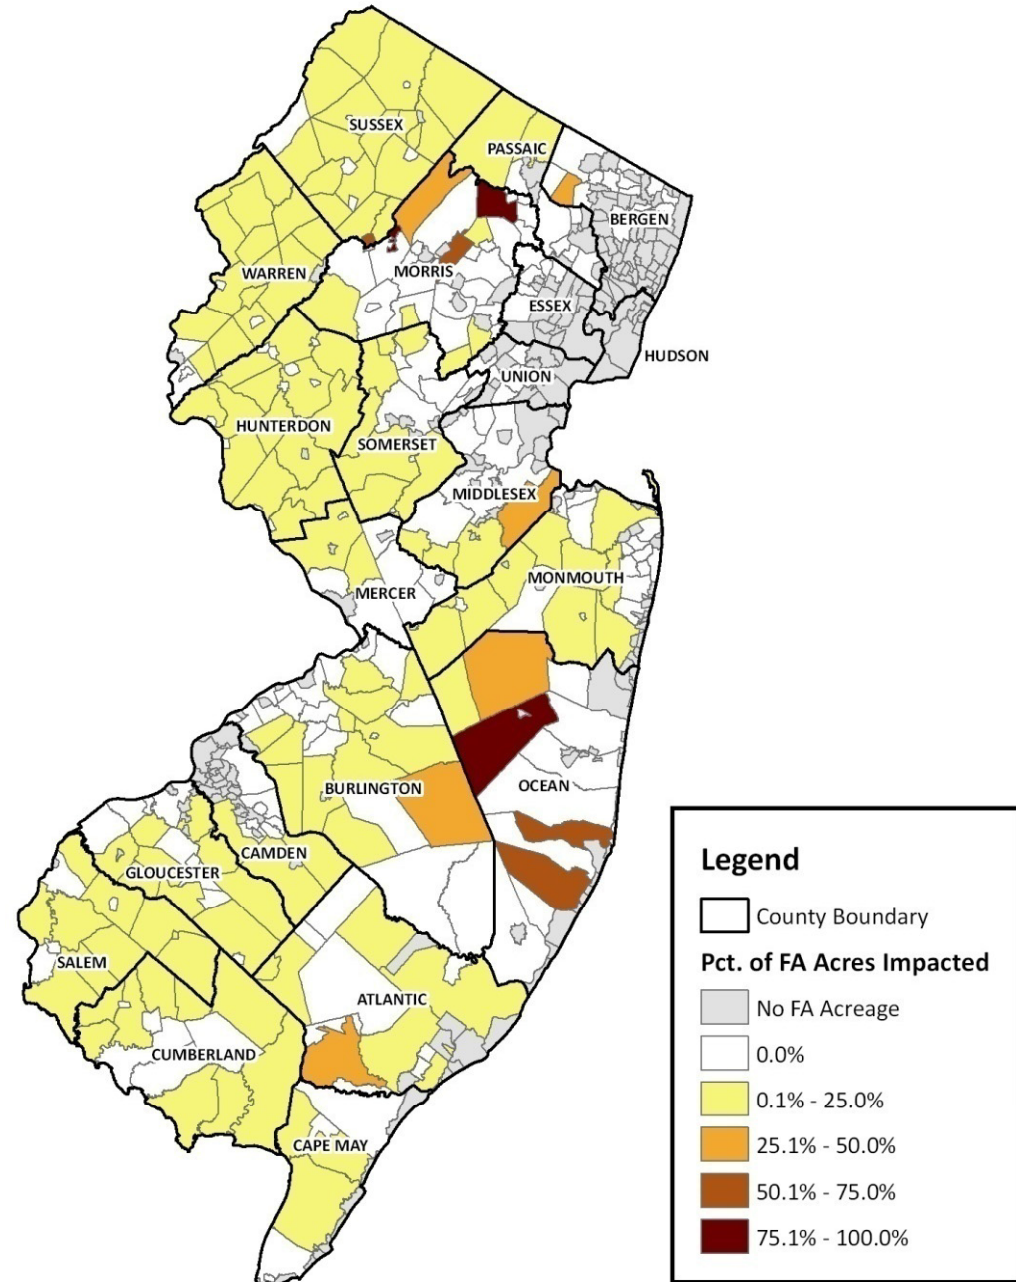 SUSSEX
PASSAIC
BERGEN
WARREN
MORRIS
ESSEX
HUDSON
UNION
HUNTERDON
SOMERSET
MIDDLESEX
MONMOUTH
MERCER
BURLINGTON
OCEAN
CAMDEN
GLOUCESTER
SALEM
ATLANTIC
CUMBERLAND
CAPE MAY
Legend
County Boundary
Pct. of FA Acres Impacted
No FA Acreage
0.0%
0.1% - 25.0%
25.1% - 50.0%
50.1% - 75.0%
75.1% - 100.0%